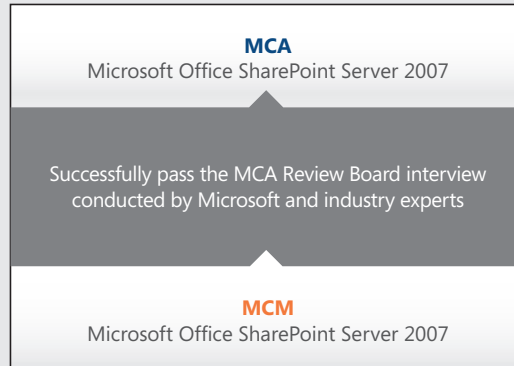 MCA
Microsoft Office SharePoint Server 2007
Successfully pass the MCA Review Board interview
conducted by Microsoft and industry experts
MCM
Microsoft Office SharePoint Server 2007